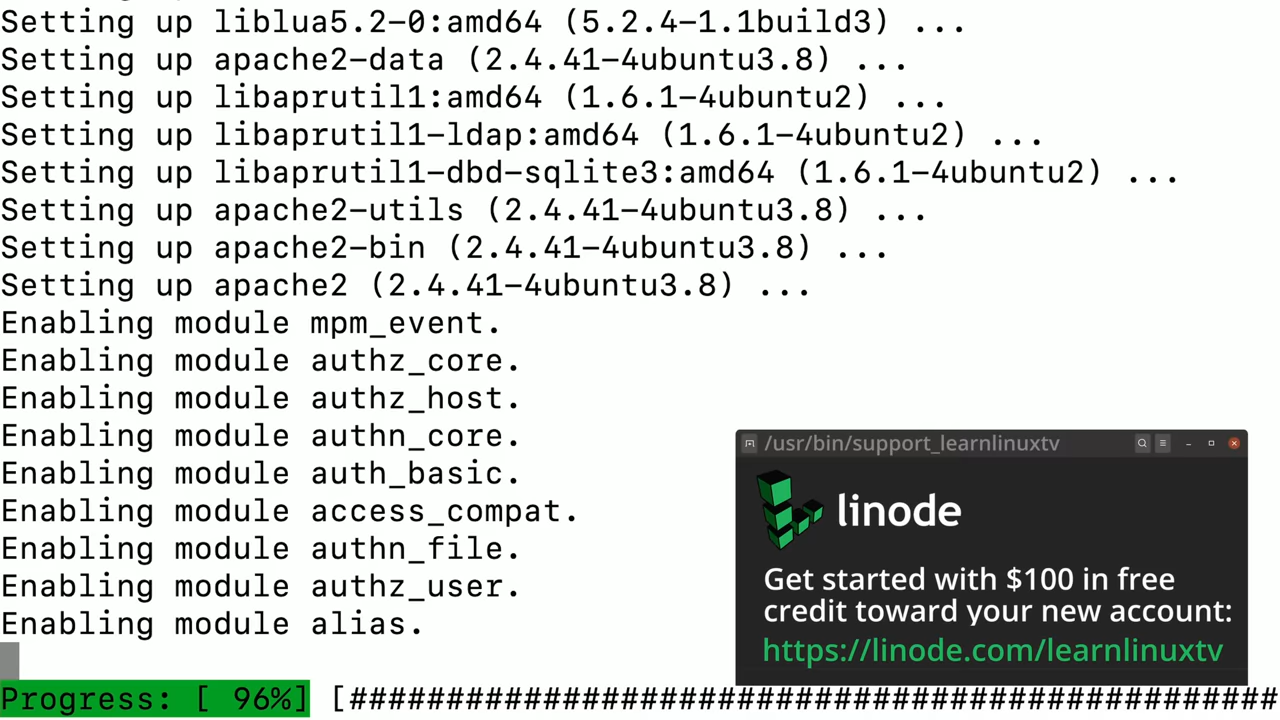 Setting up liblua5.2-0:amd64 (5.2.4-1.1build3) ...
Setting up apache2-data (2.4.41-4ubuntu3.8) ...
Setting up libaprutil1:amd64 (1.6.1-4ubuntu2) ...
Setting up libaprutil1-ldap:amd64 (1.6.1-4ubuntu2) ...
Setting up libaprutil1-dbd-sqlite3:amd64 (1.6.1-4ubuntu2) ...
Setting up apache2-utils (2.4.41-4ubuntu3.8) ...
Setting up apache2-bin (2.4.41-4ubuntu3.8) ...
Setting up apache2 (2.4.41-4ubuntu3.8) ...
Enabling module mpm_event.
Enabling module authz_core.
Enabling module authz_host.
Enabling module authn_core.
Enabling module auth_basic.
Enabling module access_compat.
Enabling module authn_file.
Enabling module authz_user.
Enabling module alias.
/usr/bin/support_learnlinuxtv
linode
Get started with $100 in free
credit toward your new account:
https://linode.com/learnlinuxtv
Progress: [ 96%] [################################################